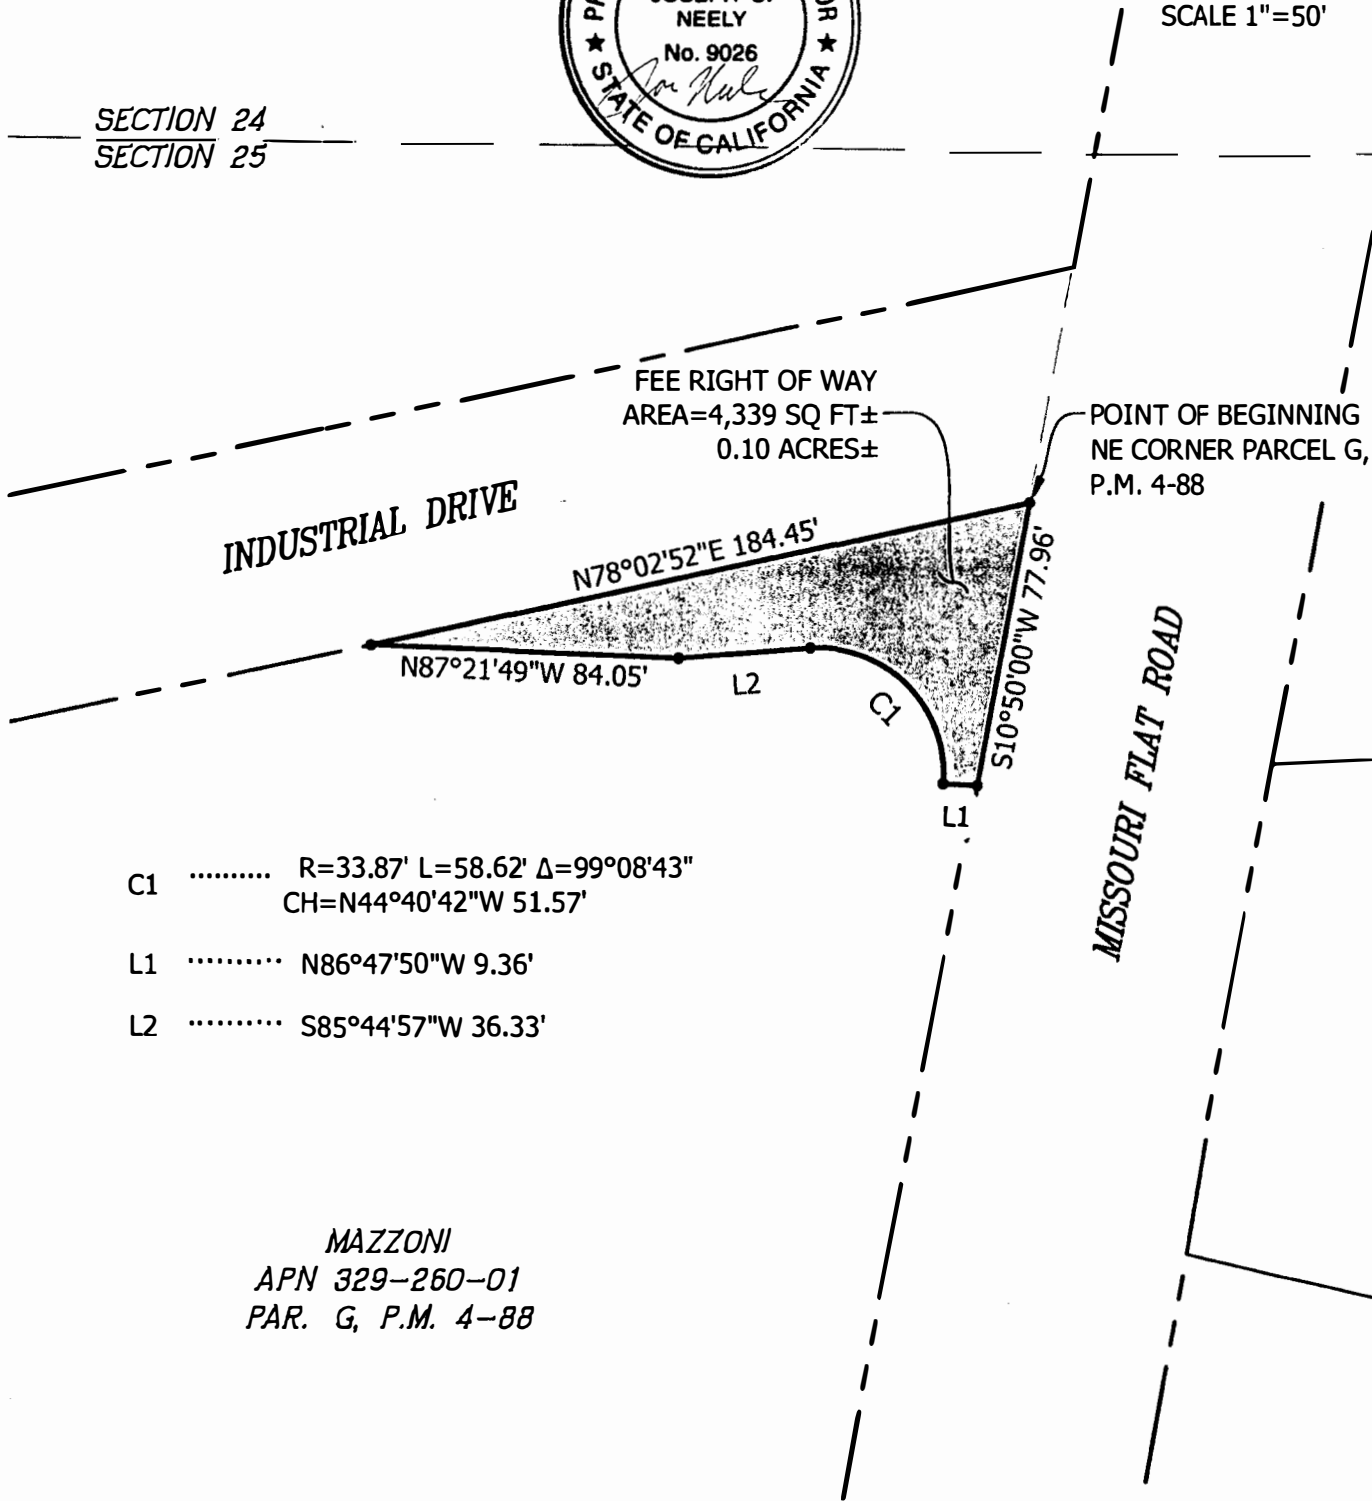 SCALE 1"=50'
NEELY
No. 9026
STATE OF CALIFORNIA
SECTION 24
SECTION 25
FEE RIGHT OF WAY
AREA=4,339 SQ FT±
0.10 ACRES±
POINT OF BEGINNING
NE CORNER PARCEL G,
P.M. 4-88
INDUSTRIAL DRIVE
N78°02'52"E 184.45'
S10°50'00"W 77.96'
N87°21'49"W 84.05'
L2
C1
L1
MISSOURI FLAT ROAD
C1 .......... R=33.87' L=58.62' Δ=99°08'43"
CH=N44°40'42"W 51.57'
L1 .......... N86°47'50"W 9.36'
L2 .......... S85°44'57"W 36.33'
MAZZONI
APN 329-260-01
PAR. G, P.M. 4-88